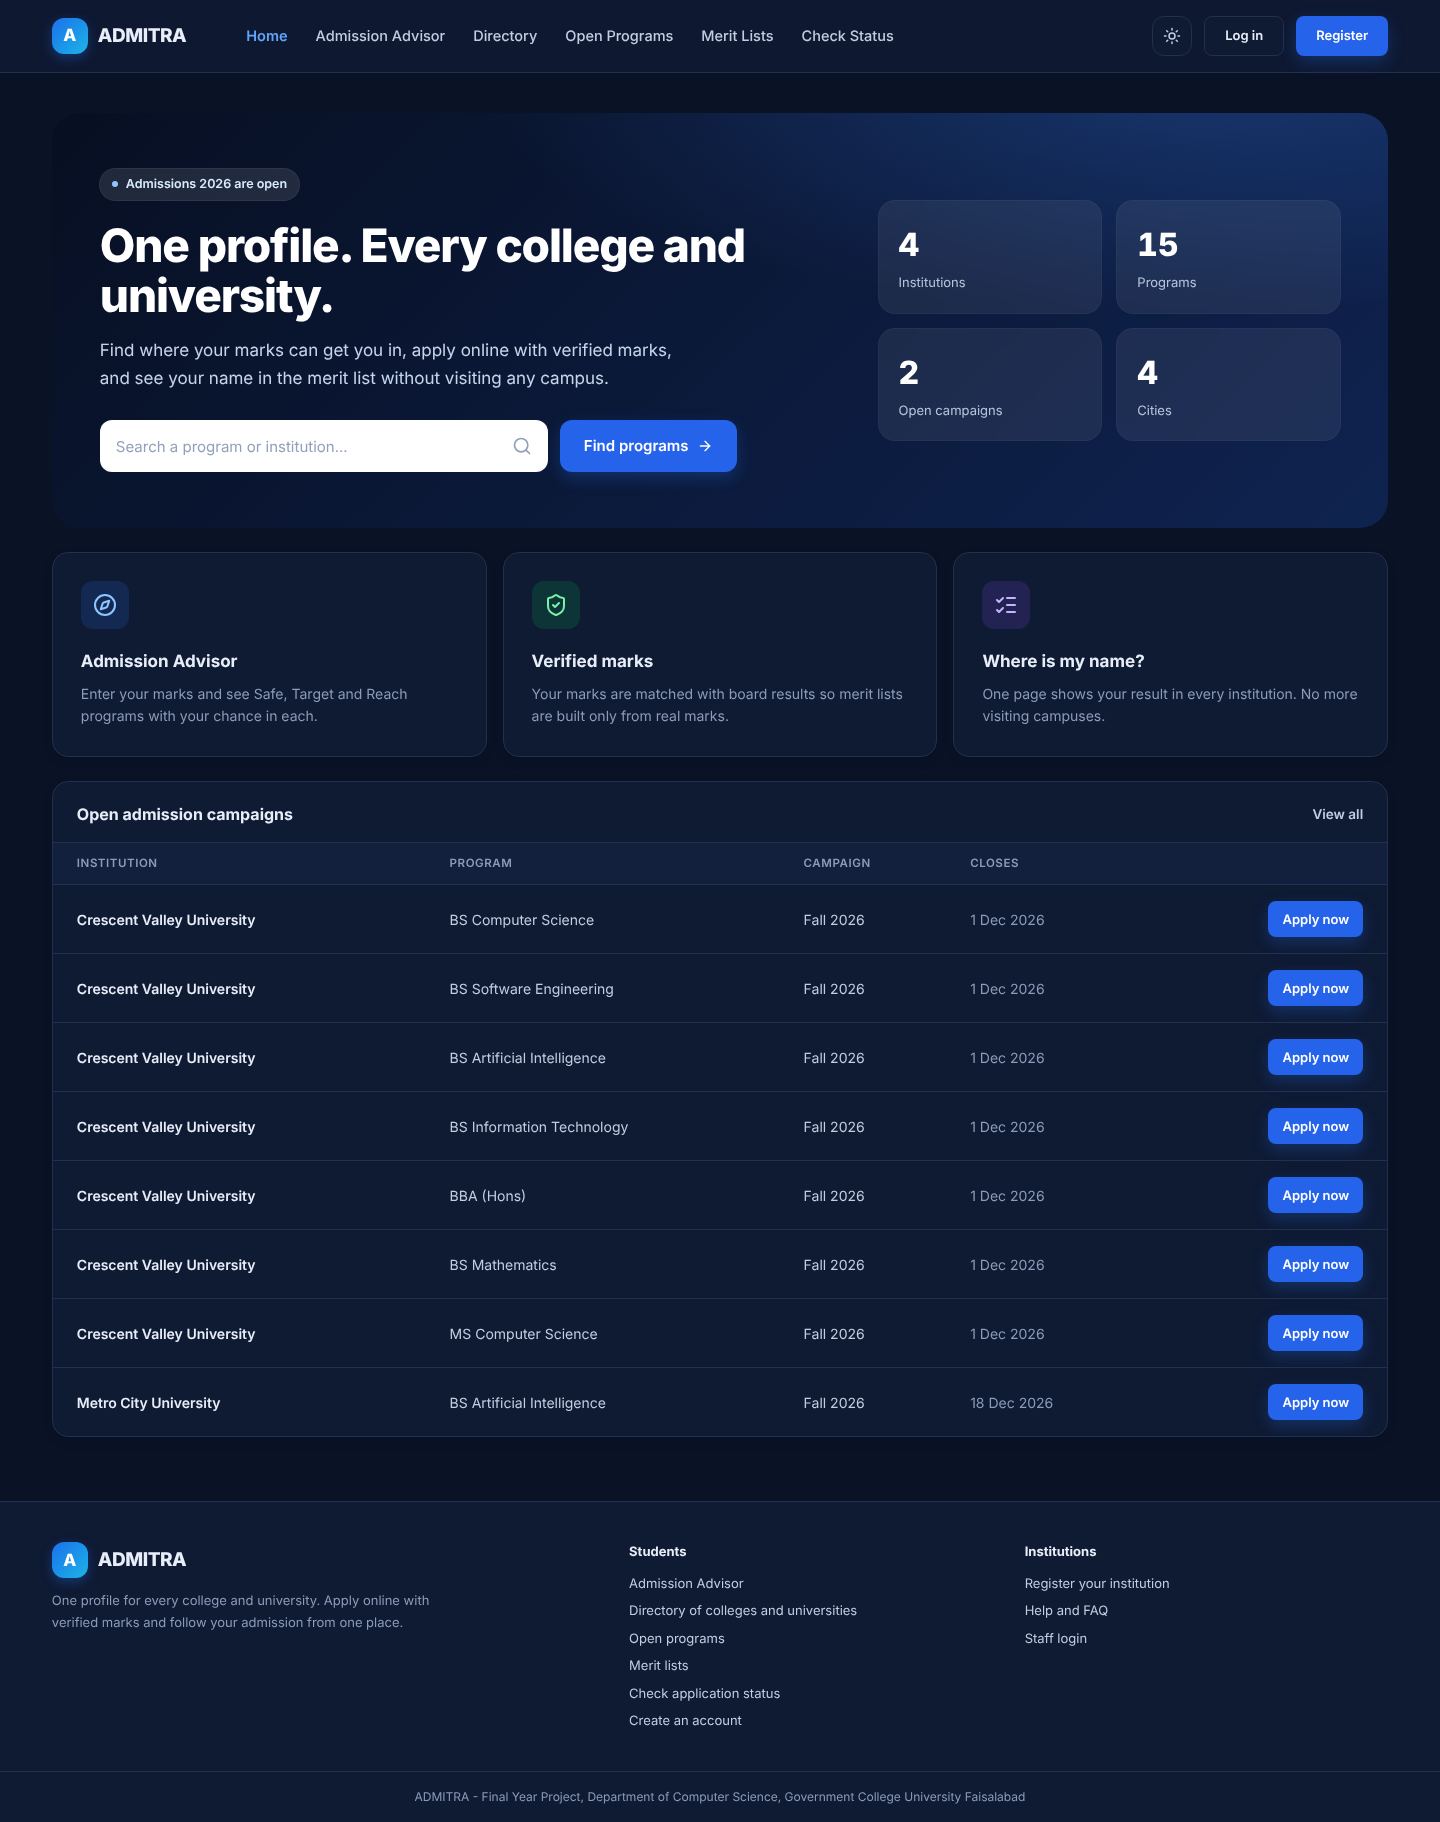 A ADMITRA
Home Admission Advisor Directory Open Programs Merit Lists Check Status
Log in Register
Admissions 2026 are open
One profile. Every college and
university.
Find where your marks can get you in, apply online with verified marks,
and see your name in the merit list without visiting any campus.
Search a program or institution...
Find programs
4
Institutions
15
Programs
2
Open campaigns
4
Cities
Admission Advisor
Enter your marks and see Safe, Target and Reach
programs with your chance in each.
Verified marks
Your marks are matched with board results so merit lists
are built only from real marks.
Where is my name?
One page shows your result in every institution. No more
visiting campuses.
Open admission campaigns View all
INSTITUTION PROGRAM CAMPAIGN CLOSES
Crescent Valley University BS Computer Science Fall 2026 1 Dec 2026 Apply now
Crescent Valley University BS Software Engineering Fall 2026 1 Dec 2026 Apply now
Crescent Valley University BS Artificial Intelligence Fall 2026 1 Dec 2026 Apply now
Crescent Valley University BS Information Technology Fall 2026 1 Dec 2026 Apply now
Crescent Valley University BBA (Hons) Fall 2026 1 Dec 2026 Apply now
Crescent Valley University BS Mathematics Fall 2026 1 Dec 2026 Apply now
Crescent Valley University MS Computer Science Fall 2026 1 Dec 2026 Apply now
Metro City University BS Artificial Intelligence Fall 2026 18 Dec 2026 Apply now
A ADMITRA
One profile for every college and university. Apply online with
verified marks and follow your admission from one place.
Students
Admission Advisor
Directory of colleges and universities
Open programs
Merit lists
Check application status
Create an account
Institutions
Register your institution
Help and FAQ
Staff login
ADMITRA - Final Year Project, Department of Computer Science, Government College University Faisalabad